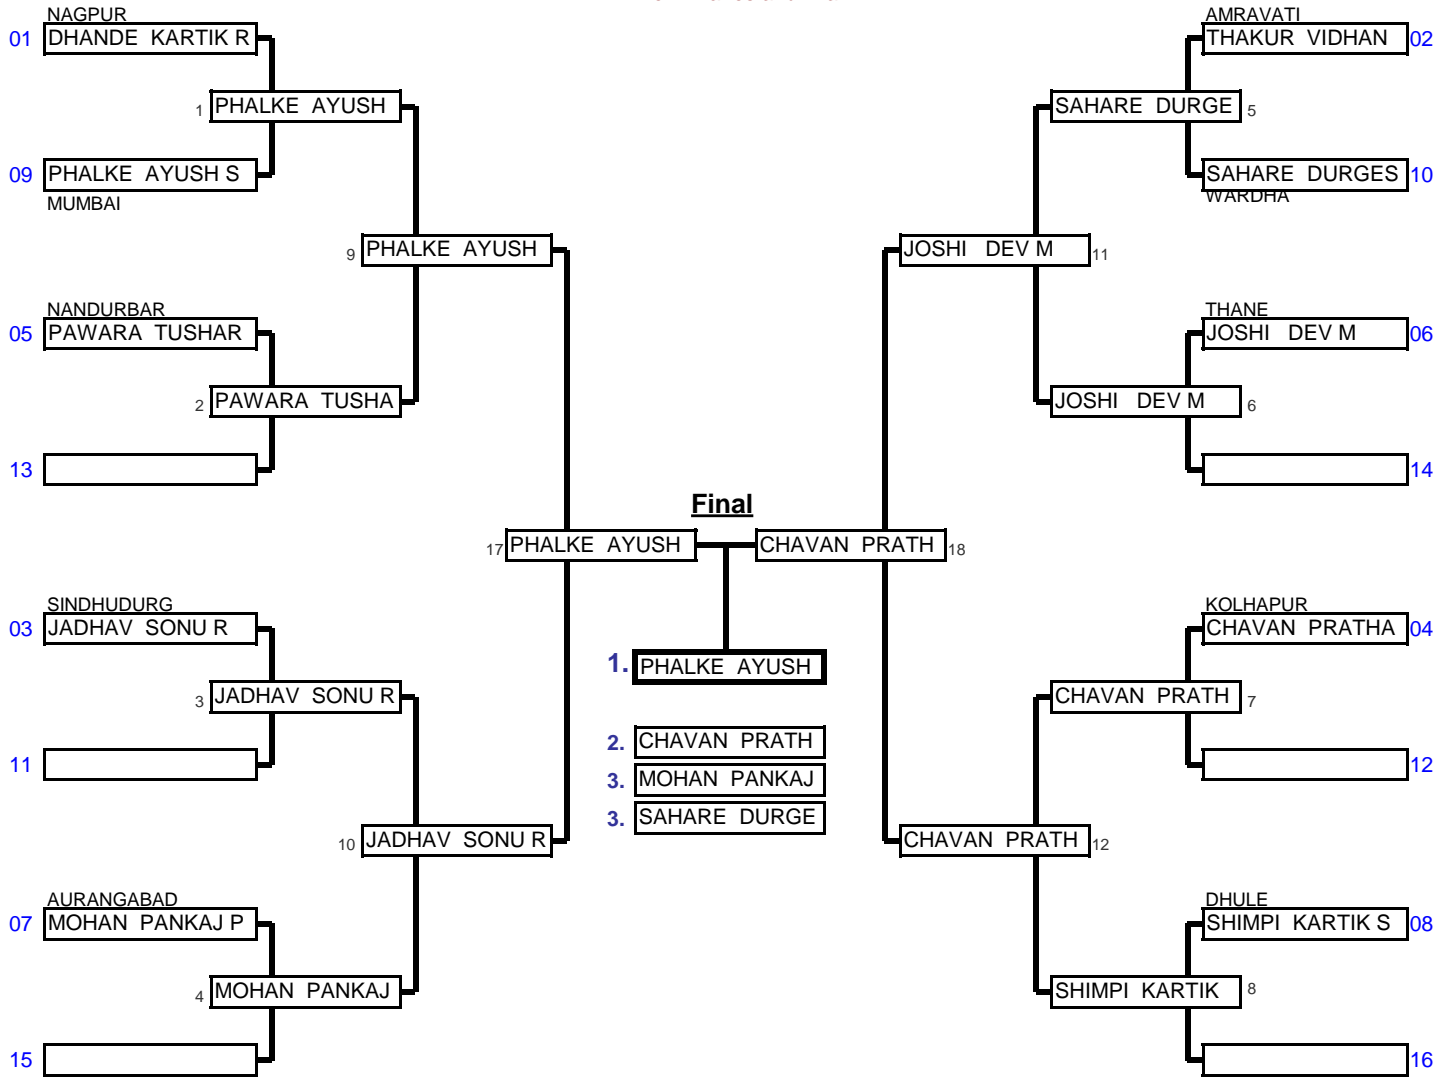 NAGPUR
01 DHANDE KARTIK R
1 PHALKE AYUSH
09 PHALKE AYUSH S
MUMBAI
9 PHALKE AYUSH
NANDURBAR
05 PAWARA TUSHAR
2 PAWARA TUSHA
13
17 PHALKE AYUSH
SINDHUDURG
03 JADHAV SONU R
3 JADHAV SONU R
11
10 JADHAV SONU R
AURANGABAD
07 MOHAN PANKAJ P
4 MOHAN PANKAJ
15
Final
1. PHALKE AYUSH
2. CHAVAN PRATH
3. MOHAN PANKAJ
3. SAHARE DURGE
AMRAVATI
THAKUR VIDHAN 02
SAHARE DURGE 5
SAHARE DURGES 10
WARDHA
JOSHI DEV M 11
THANE
JOSHI DEV M 06
JOSHI DEV M 6
14
CHAVAN PRATH 18
KOLHAPUR
CHAVAN PRATHA 04
CHAVAN PRATH 7
12
CHAVAN PRATH 12
DHULE
SHIMPI KARTIK S 08
SHIMPI KARTIK 8
16